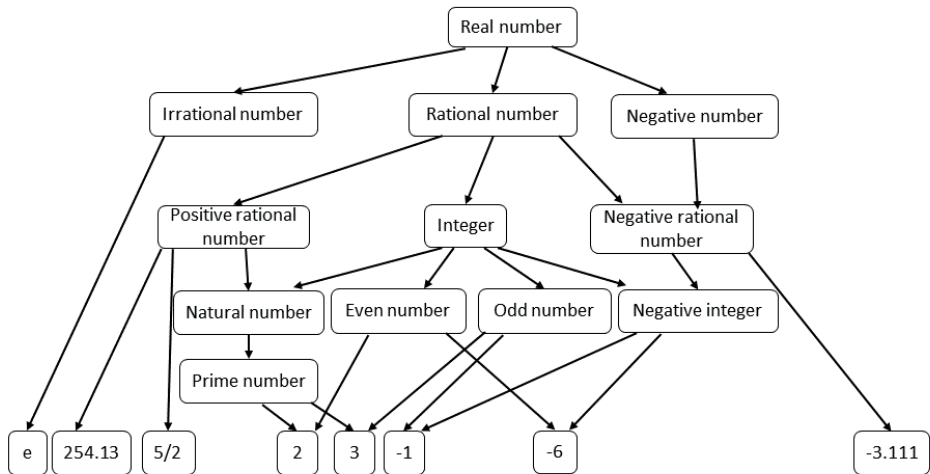 Real number
Irrational number
Rational number
Negative number
Positive rational
number
Integer
Negative rational
number
Natural number
Even number
Odd number
Negative integer
Prime number
e
254.13
5/2
2
3
-1
-6
-3.111